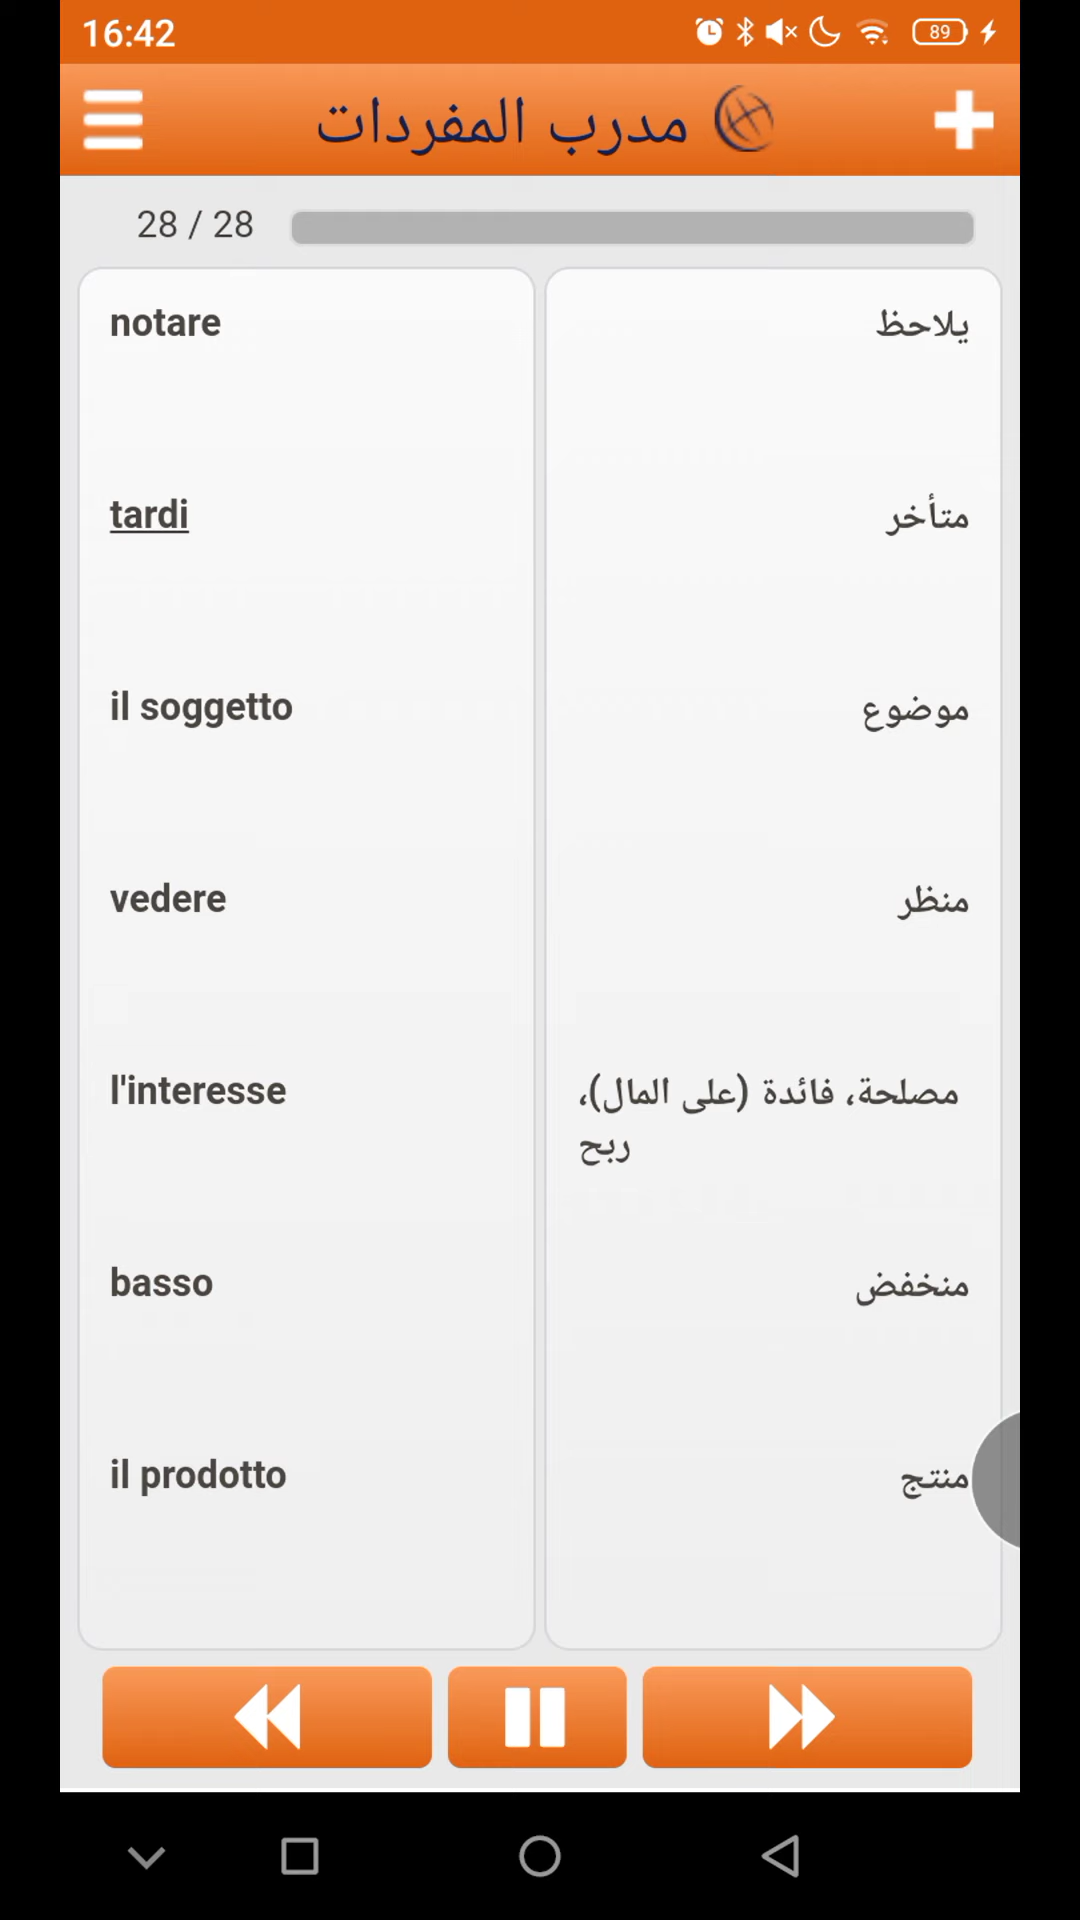 16:42
89
مدرب المفردات
28 / 28
notare
يلاحظ
tardi
متأخر
il soggetto
موضوع
vedere
منظر
l'interesse
مصلحة، فائدة (على المال)،
ربح
basso
منخفض
il prodotto
منتج